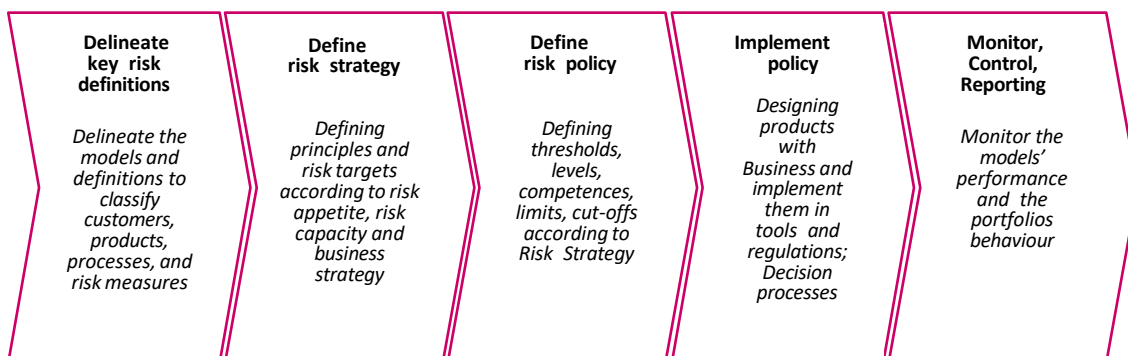 Delineate
key risk
definitions
Delineate the
models and
definitions to
classify
customers,
products,
processes, and
risk measures
Define
risk strategy
Defining
principles and
risk targets
according to risk
appetite, risk
capacity and
business
strategy
Define
risk policy
Defining
thresholds,
levels,
competences,
limits, cut-offs
according to
Risk Strategy
Implement
policy
Designing
products
with
Business and
implement
them in
tools and
regulations;
Decision
processes
Monitor,
Control,
Reporting
Monitor the
models’
performance
and the
portfolios
behaviour